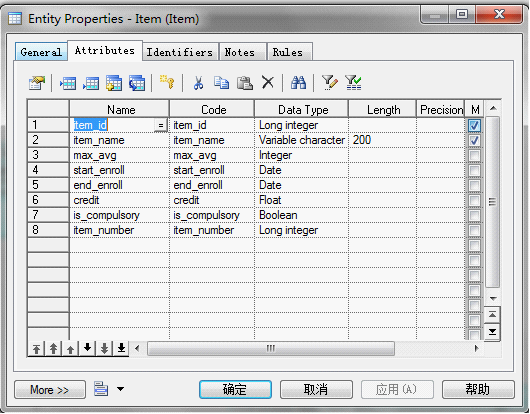 Entity Properties - Item (Item)
General Attributes Identifiers Notes Rules
Name Code Data Type Length Precision M
1 item_id = item_id Long integer
2 item_name item_name Variable character 200
3 max_avg max_avg Integer
4 start_enroll start_enroll Date
5 end_enroll end_enroll Date
6 credit credit Float
7 is_compulsory is_compulsory Boolean
8 item_number item_number Long integer
More >> 确定 取消 应用(A) 帮助